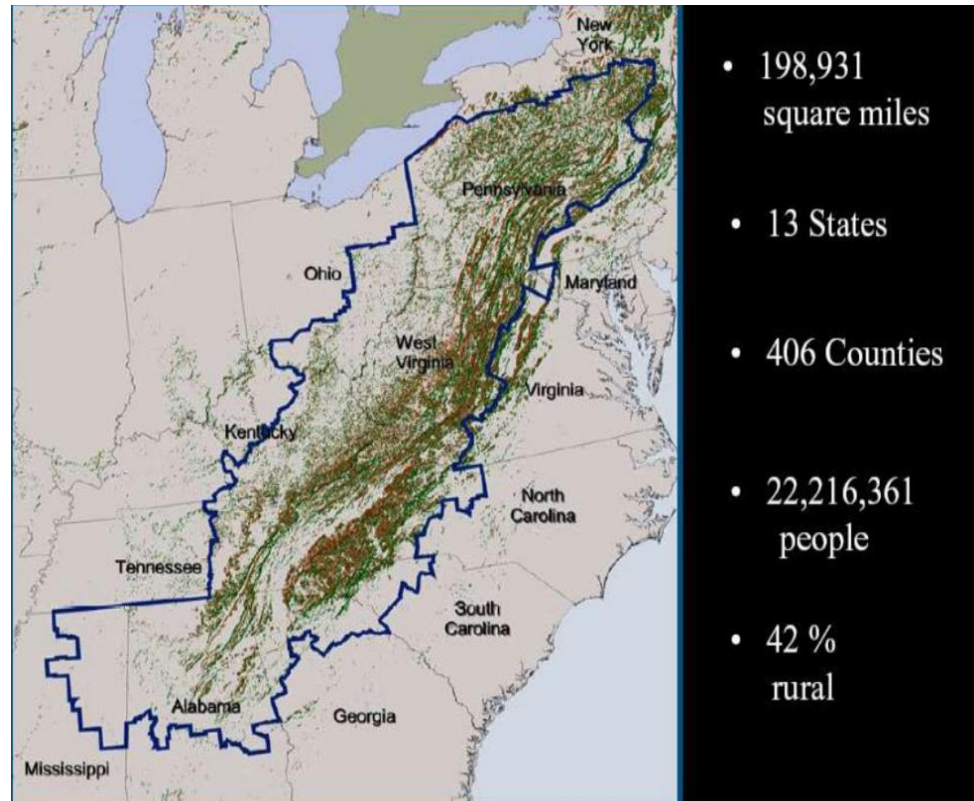 New
York
Pennsylvania
Ohio
Maryland
West
Virginia
Virginia
Kentucky
North
Carolina
Tennessee
South
Carolina
Alabama
Georgia
Mississippi
• 198,931
square miles
• 13 States
• 406 Counties
• 22,216,361
people
• 42 %
rural